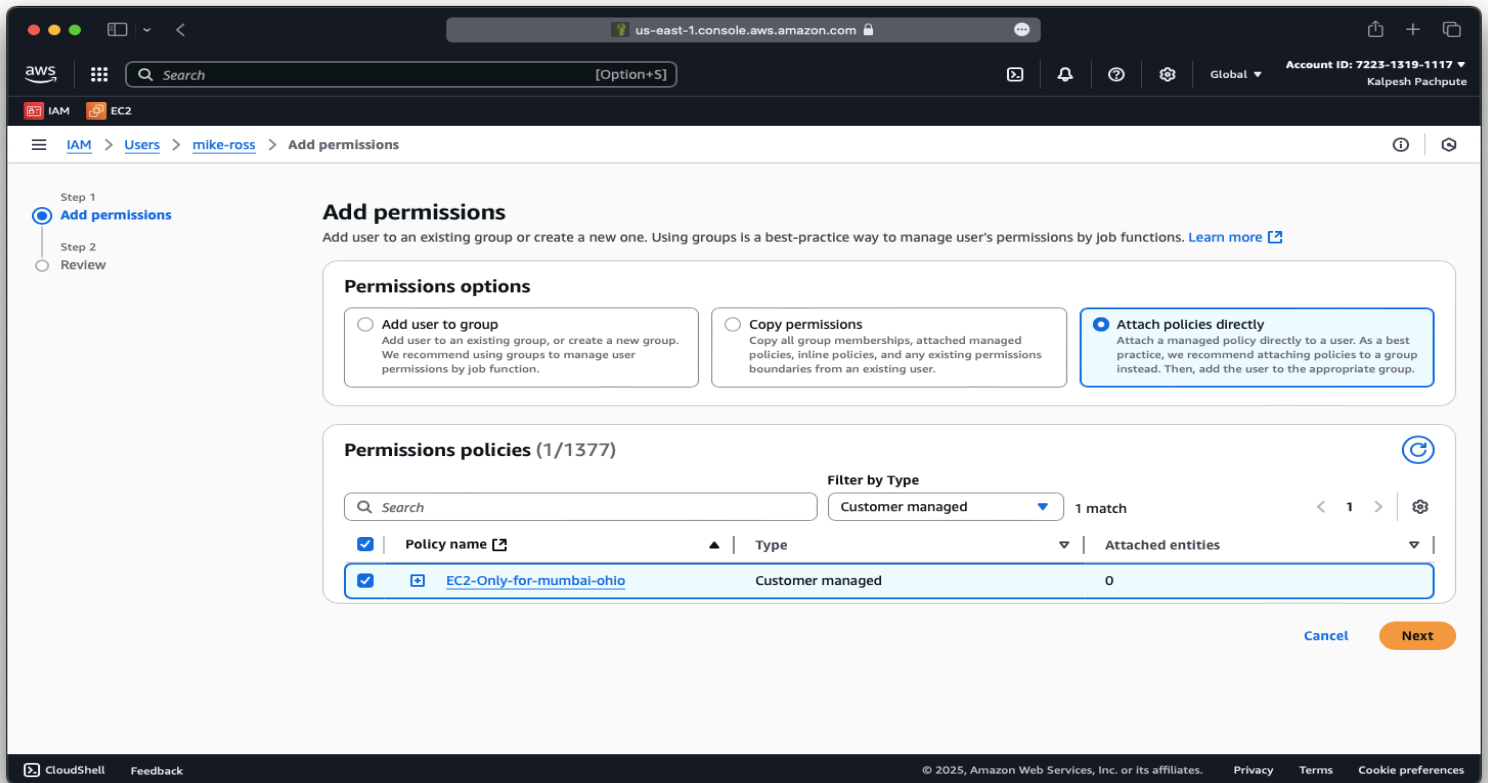 us-east-1.console.aws.amazon.com
aws
Search
[Option+S]
Global
Account ID: 7223-1319-1117
Kalpesh Pachpute
IAM
EC2
IAM > Users > mike-ross > Add permissions
Step 1
Add permissions
Step 2
Review
Add permissions
Add user to an existing group or create a new one. Using groups is a best-practice way to manage user's permissions by job functions. Learn more
Permissions options
Add user to group
Add user to an existing group, or create a new group.
We recommend using groups to manage user
permissions by job function.
Copy permissions
Copy all group memberships, attached managed
policies, inline policies, and any existing permissions
boundaries from an existing user.
Attach policies directly
Attach a managed policy directly to a user. As a best
practice, we recommend attaching policies to a group
instead. Then, add the user to the appropriate group.
Permissions policies (1/1377)
Filter by Type
Search
Customer managed
1 match
1
Policy name
Type
Attached entities
EC2-Only-for-mumbai-ohio
Customer managed
0
Cancel
Next
CloudShell
Feedback
© 2025, Amazon Web Services, Inc. or its affiliates.
Privacy
Terms
Cookie preferences